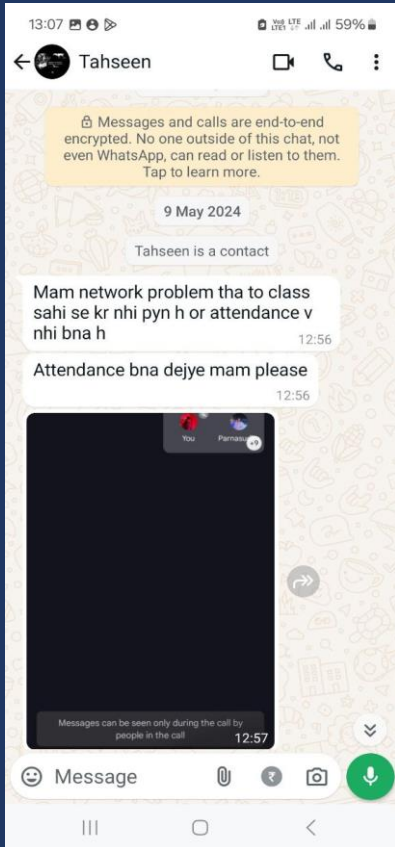 13:07
59%
Tahseen
Messages and calls are end-to-end
encrypted. No one outside of this chat, not
even WhatsApp, can read or listen to them.
Tap to learn more.
9 May 2024
Tahseen is a contact
Mam network problem tha to class
sahi se kr nhi pyn h or attendance v
nhi bna h
12:56
Attendance bna dejye mam please
12:56
You
+9
Messages can be seen only during the call by
people in the call
12:57
Message
₹